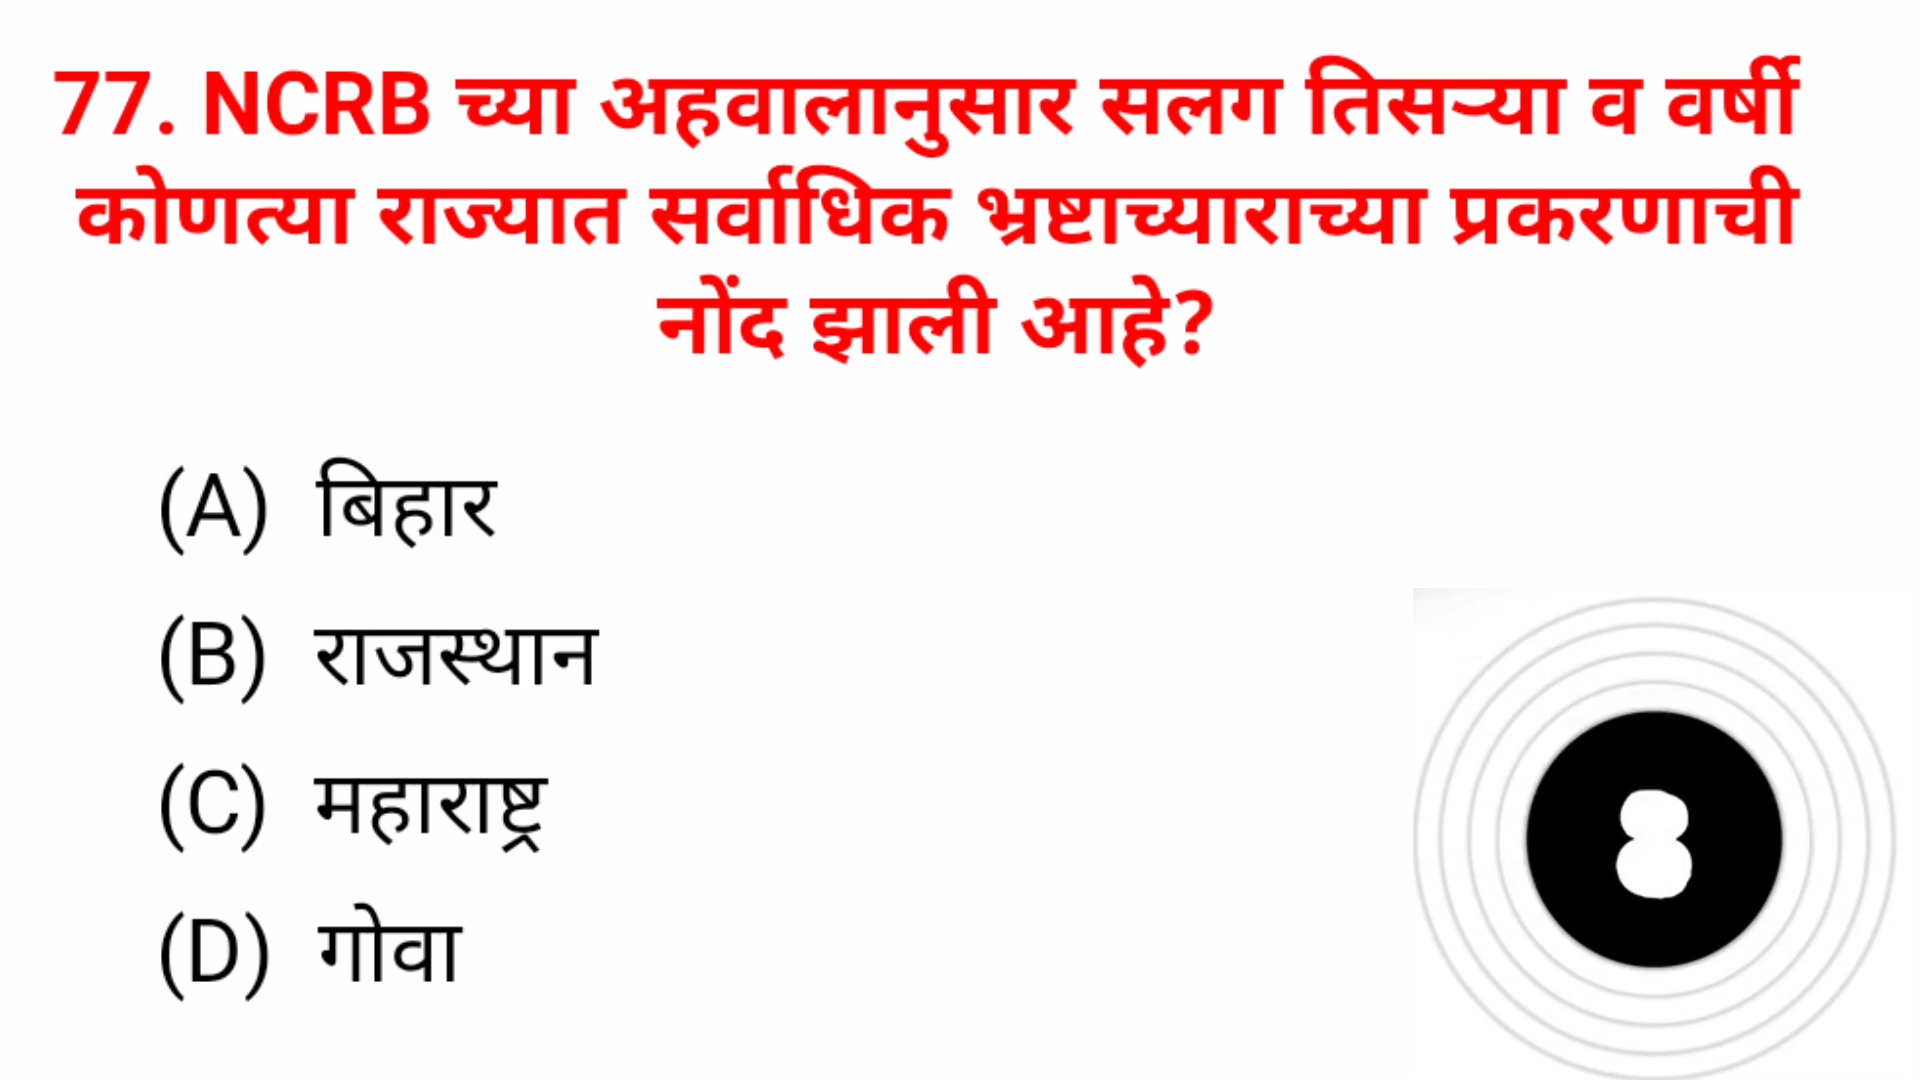 77. NCRB च्या अहवालानुसार सलग तिसऱ्या व वर्षी
कोणत्या राज्यात सर्वाधिक भ्रष्टाच्याराच्या प्रकरणाची
नोंद झाली आहे?
(A) बिहार
(B) राजस्थान
(C) महाराष्ट्र
(D) गोवा
8